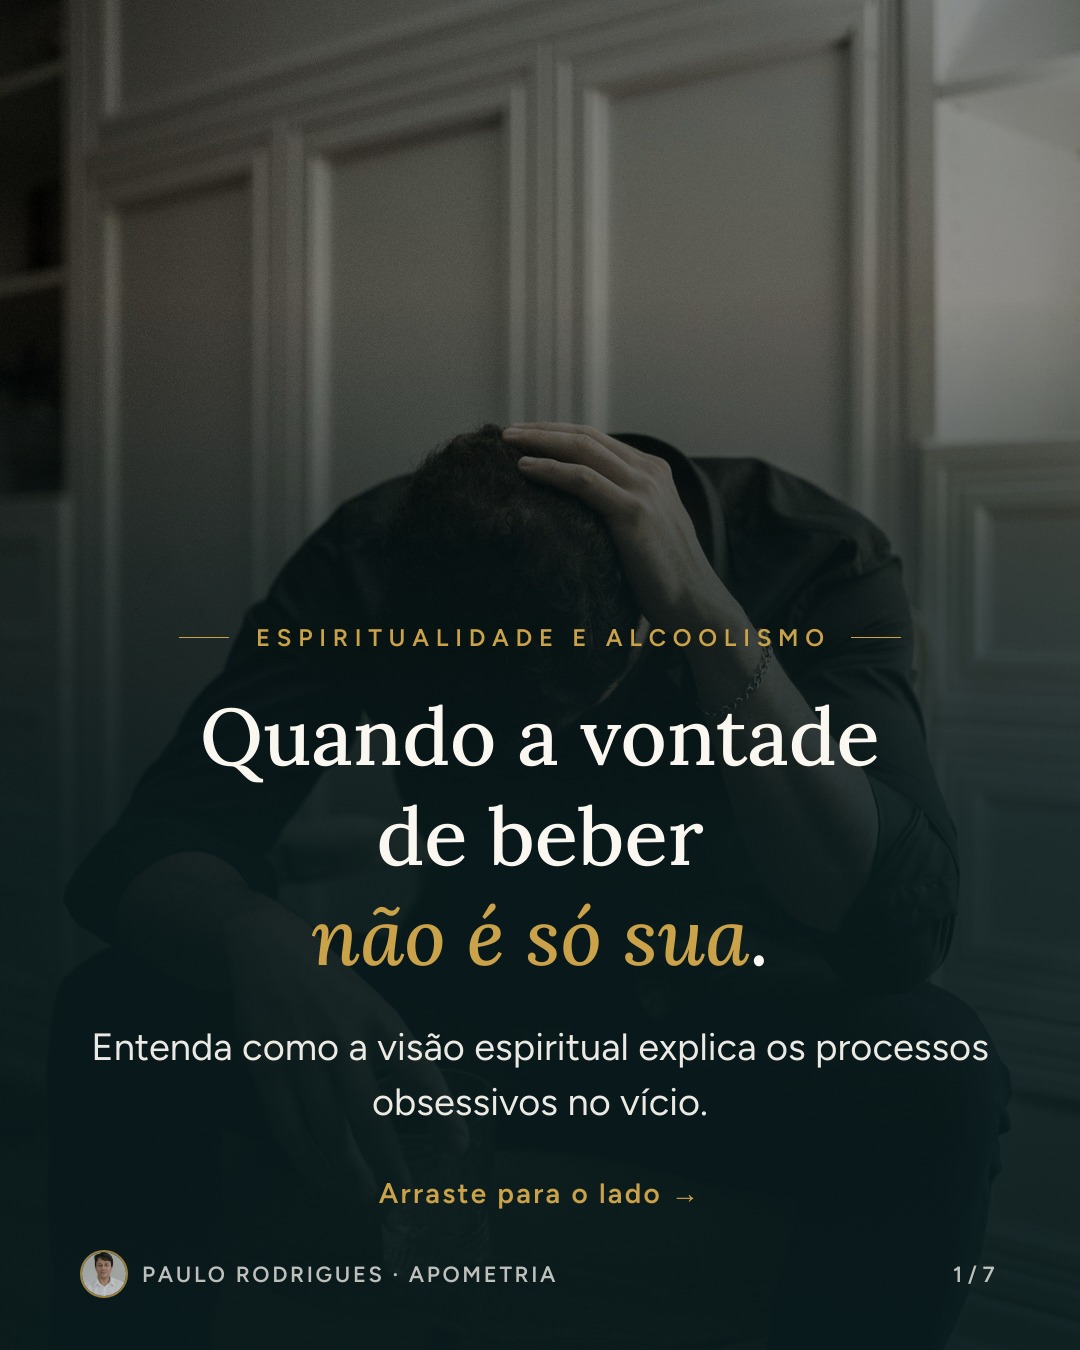 ESPIRITUALIDADE E ALCOOLISMO
Quando a vontade
de beber
não é só sua.
Entenda como a visão espiritual explica os processos
obsessivos no vício.
Arraste para o lado →
PAULO RODRIGUES · APOMETRIA
1/7